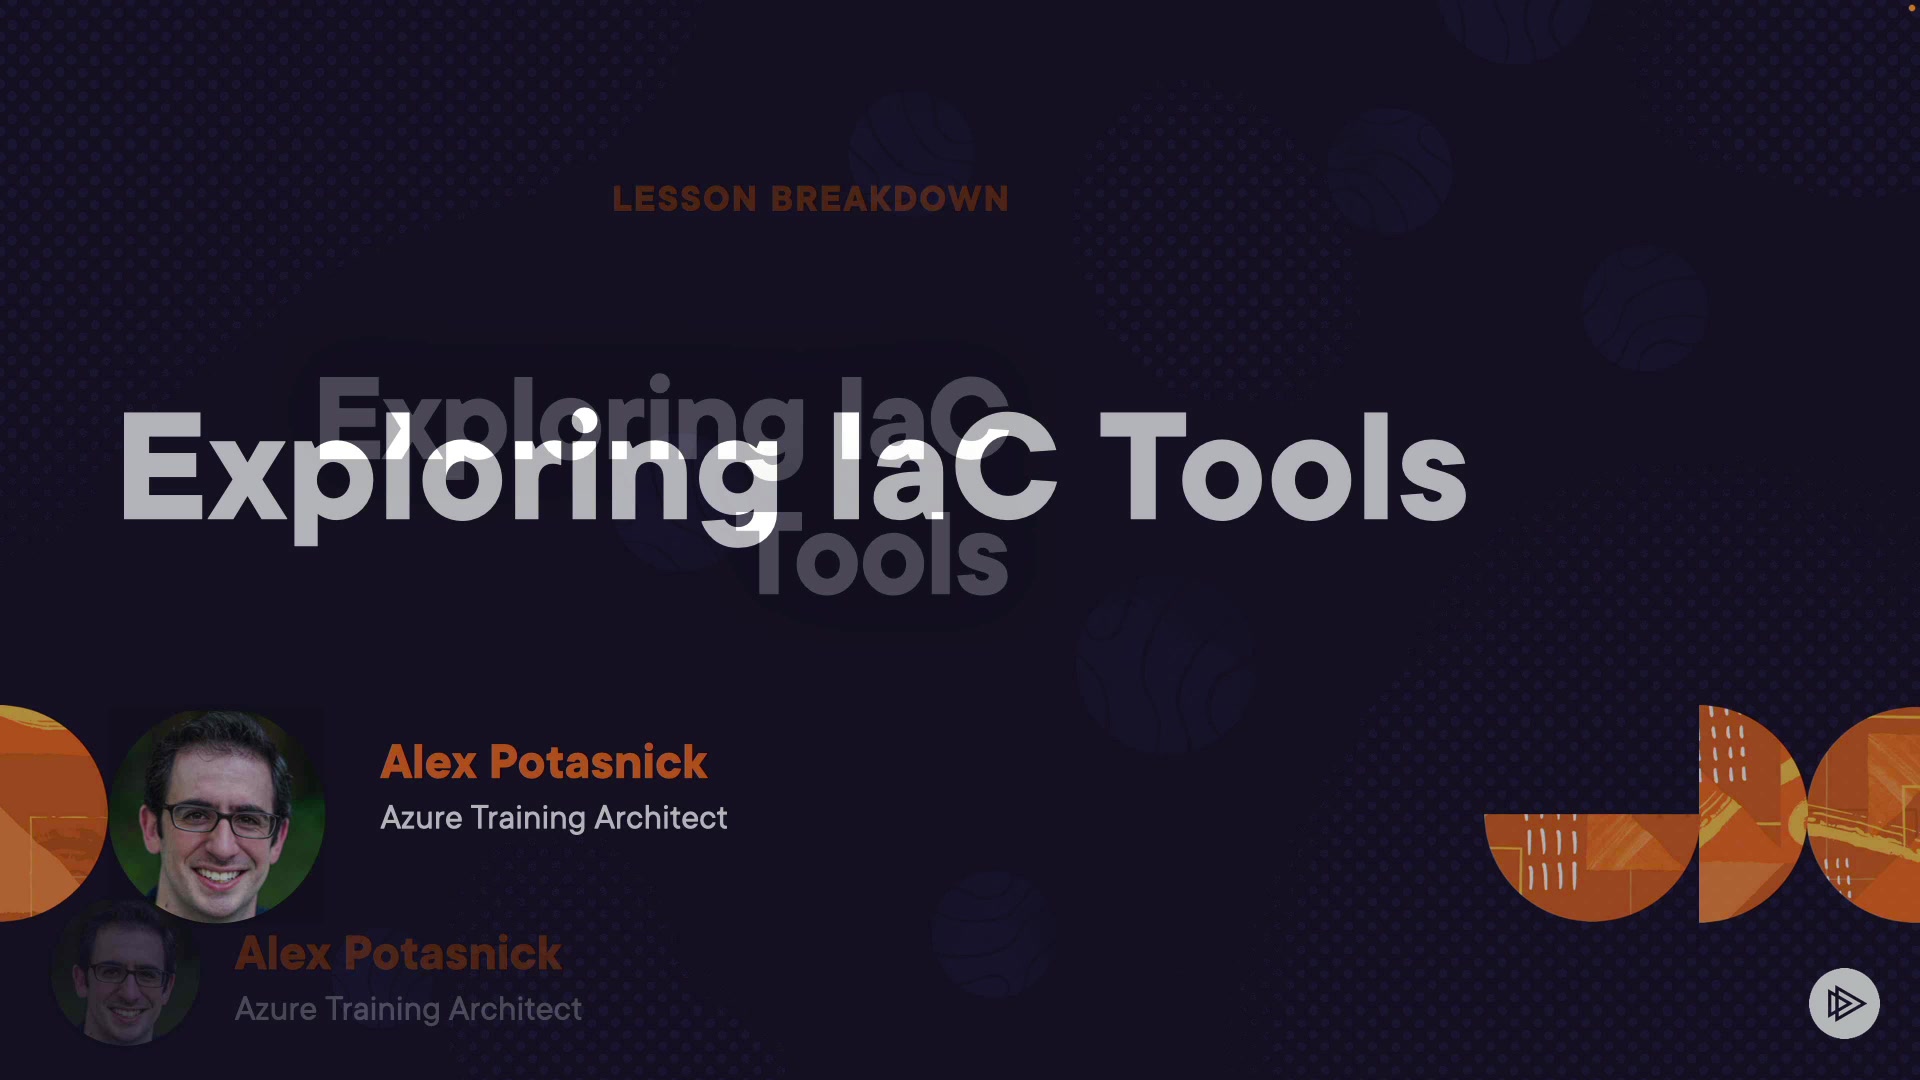 LESSON BREAKDOWN
Exploring IaC
Tools
Exploring IaC Tools
Alex Potasnick
Azure Training Architect
Alex Potasnick
Azure Training Architect